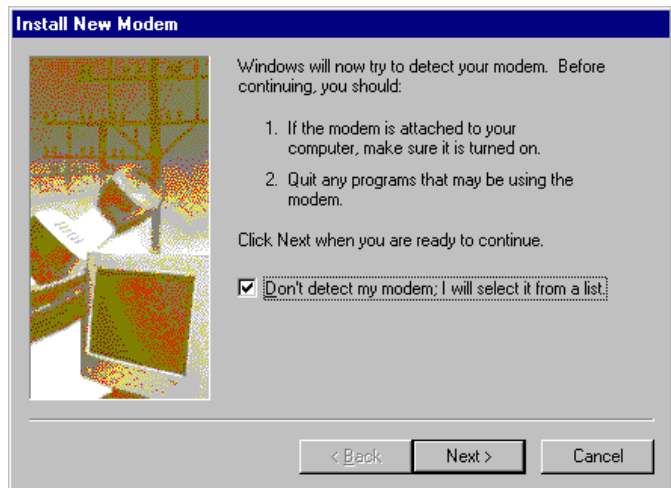 Install New Modem
Windows will now try to detect your modem.  Before
continuing, you should:
1.  If the modem is attached to your
computer, make sure it is turned on.
2.  Quit any programs that may be using the
modem.
Click Next when you are ready to continue.
Don't detect my modem; I will select it from a list.
< Back
Next >
Cancel